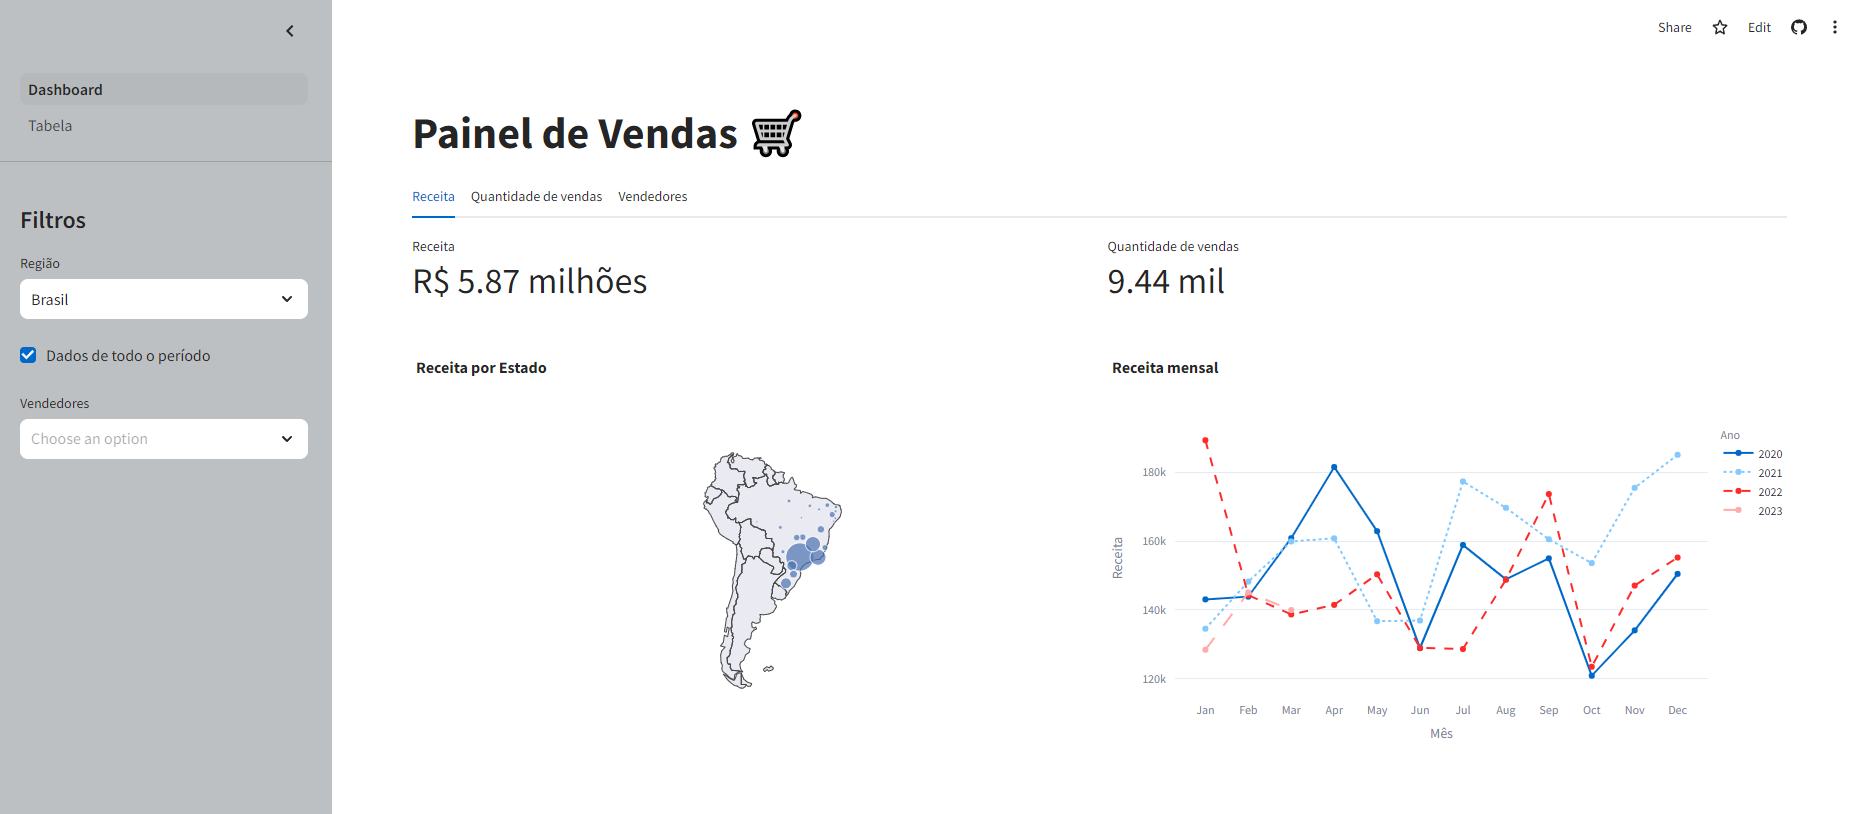 Share
Edit
Dashboard
Tabela
Filtros
Região
Brasil
Dados de todo o período
Vendedores
Choose an option
Painel de Vendas
Receita
Quantidade de vendas
Vendedores
Receita
R$ 5.87 milhões
Quantidade de vendas
9.44 mil
Receita por Estado
Receita mensal
Receita
180k
160k
140k
120k
Jan Feb Mar Apr May Jun Jul Aug Sep Oct Nov Dec
Mês
Ano
2020
2021
2022
2023